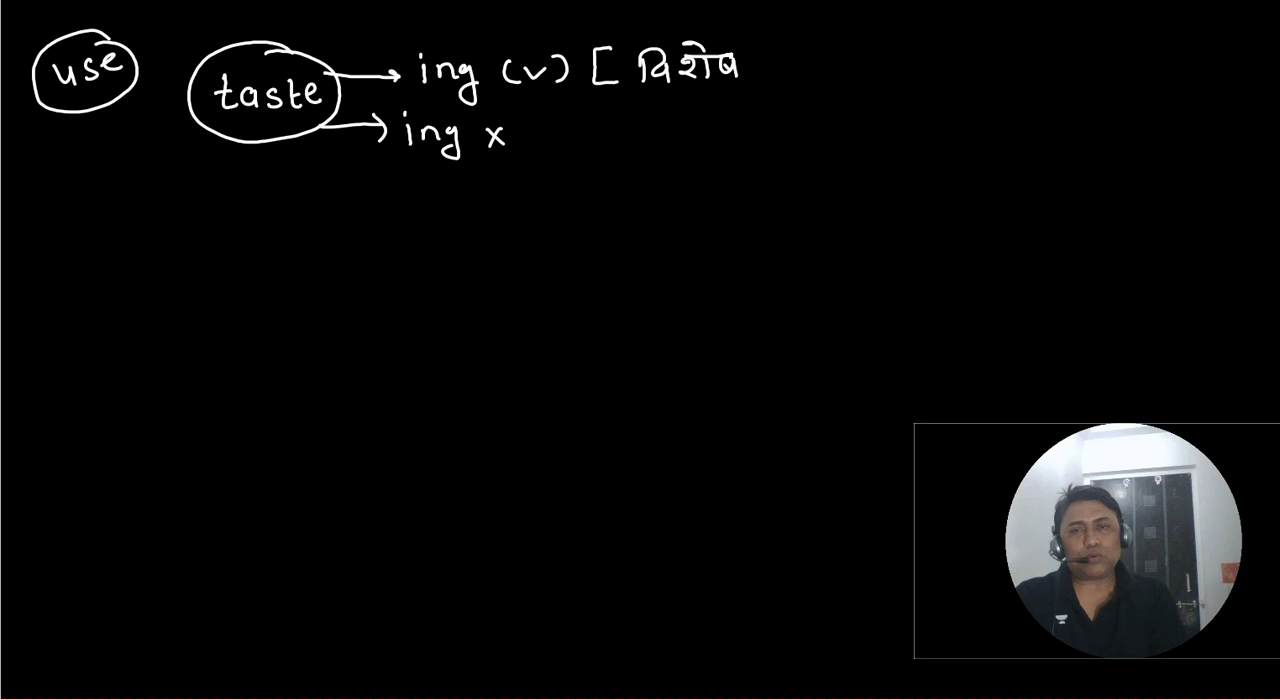 use taste → ing (v) [ विशेष
→ ing x